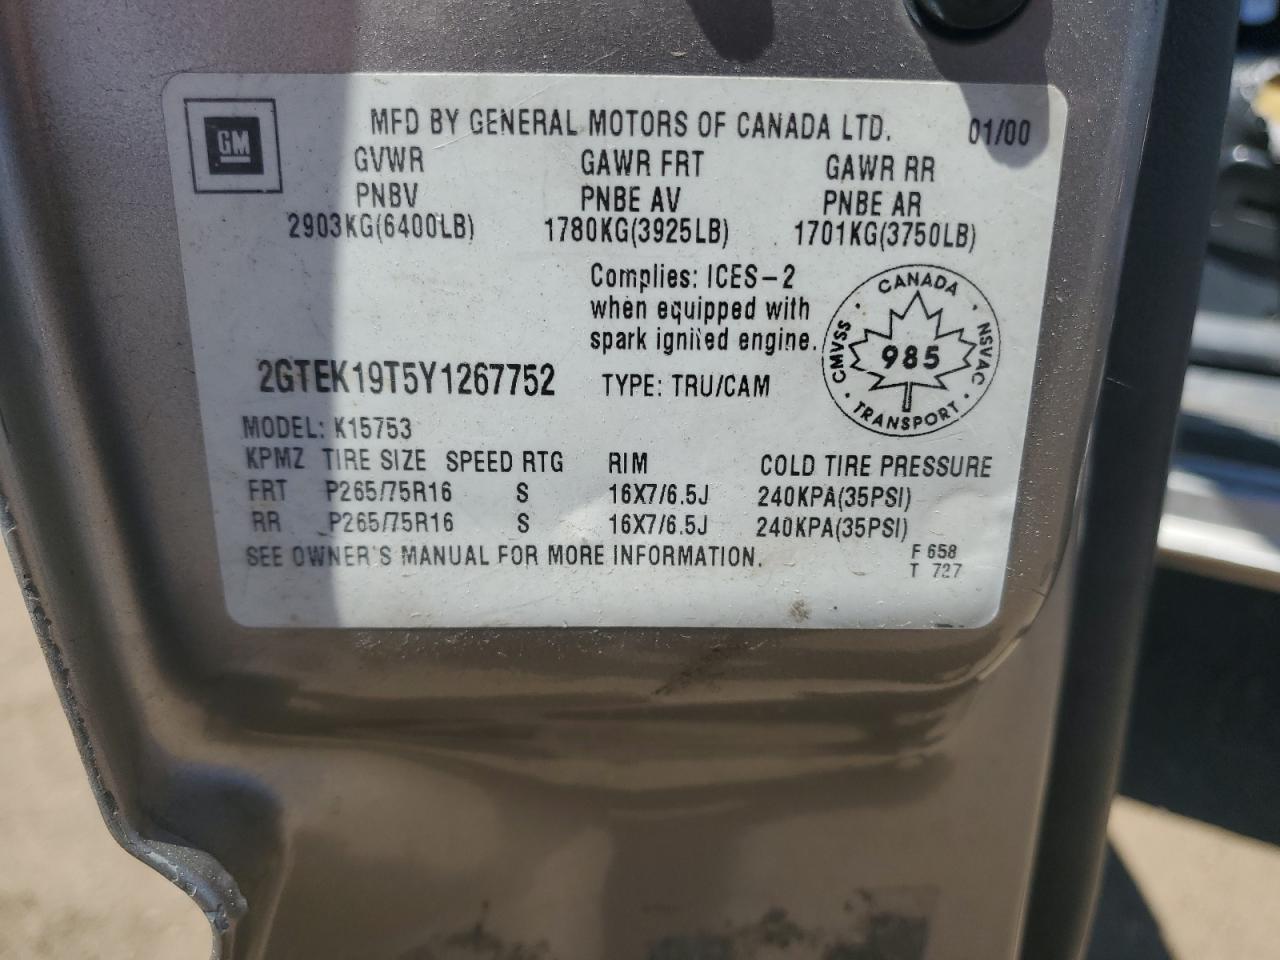 GM
MFD BY GENERAL MOTORS OF CANADA LTD. 01/00
GVWR GAWR FRT GAWR RR
PNBV PNBE AV PNBE AR
2903KG(6400LB) 1780KG(3925LB) 1701KG(3750LB)
Complies: ICES-2
when equipped with
spark ignited engine.
CANADA
CMVSS 985 NSVAC
TRANSPORT
2GTEK19T5Y1267752 TYPE: TRU/CAM
MODEL: K15753
KPMZ TIRE SIZE SPEED RTG RIM COLD TIRE PRESSURE
FRT P265/75R16 S 16X7/6.5J 240KPA(35PSI)
RR P265/75R16 S 16X7/6.5J 240KPA(35PSI)
SEE OWNER'S MANUAL FOR MORE INFORMATION. F 658
T 727